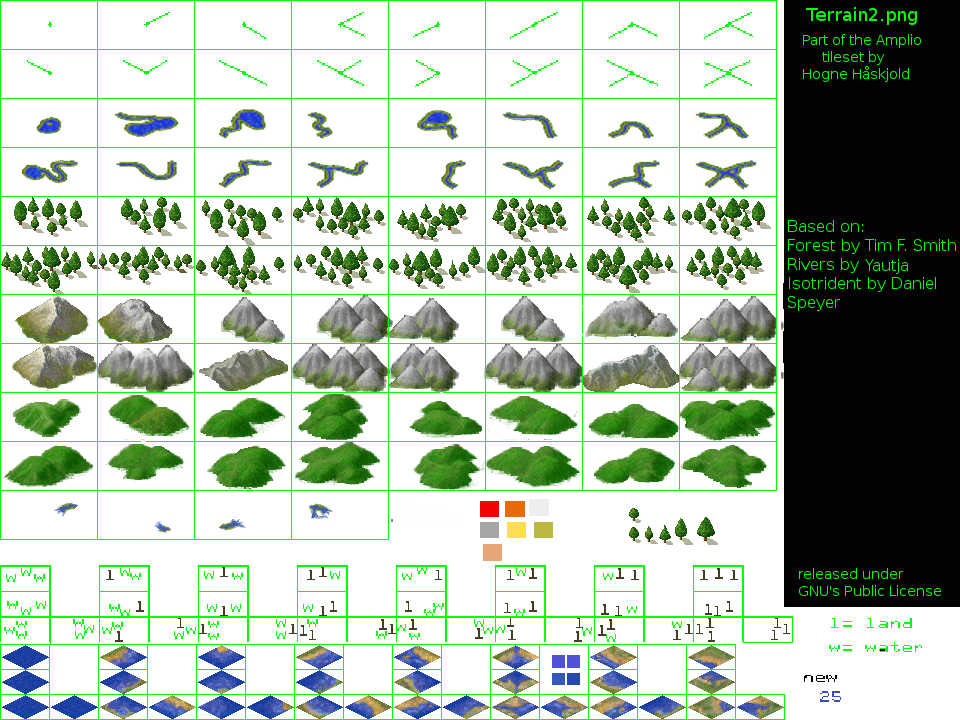 Terrain2.png
Part of the Amplio
tileset by
Hogne Håskjold
Based on:
Forest by Tim F. Smith
Rivers by Yautja
Isotrident by Daniel
Speyer
released under
GNU's Public License
l= land
w= water
new
25
w w w
l w w
w l w
l l w
w w l
l w l
w l l
l l l
w w w
w w l
w l w
w l l
l w w
l w l
l l w
l l l